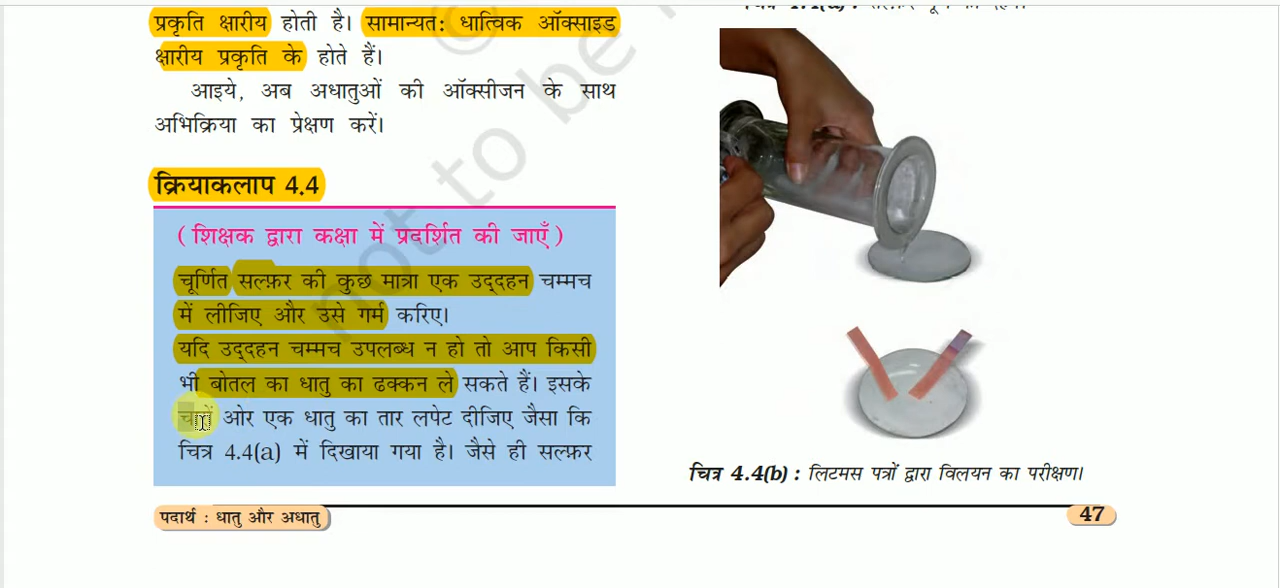 प्रकृति क्षारीय होती है। सामान्यत: धात्विक ऑक्साइड
क्षारीय प्रकृति के होते हैं।
आइये, अब अधातुओं की ऑक्सीजन के साथ
अभिक्रिया का प्रेक्षण करें।
क्रियाकलाप 4.4
(शिक्षक द्वारा कक्षा में प्रदर्शित की जाएँ)
चूर्णित सल्फ़र की कुछ मात्रा एक उद्दहन चम्मच
में लीजिए और उसे गर्म करिए।
यदि उद्दहन चम्मच उपलब्ध न हो तो आप किसी
भी बोतल का धातु का ढक्कन ले सकते हैं। इसके
चारों ओर एक धातु का तार लपेट दीजिए जैसा कि
चित्र 4.4(a) में दिखाया गया है। जैसे ही सल्फ़र
चित्र 4.4(b) : लिटमस पत्रों द्वारा विलयन का परीक्षण।
पदार्थ : धातु और अधातु
47
not to be